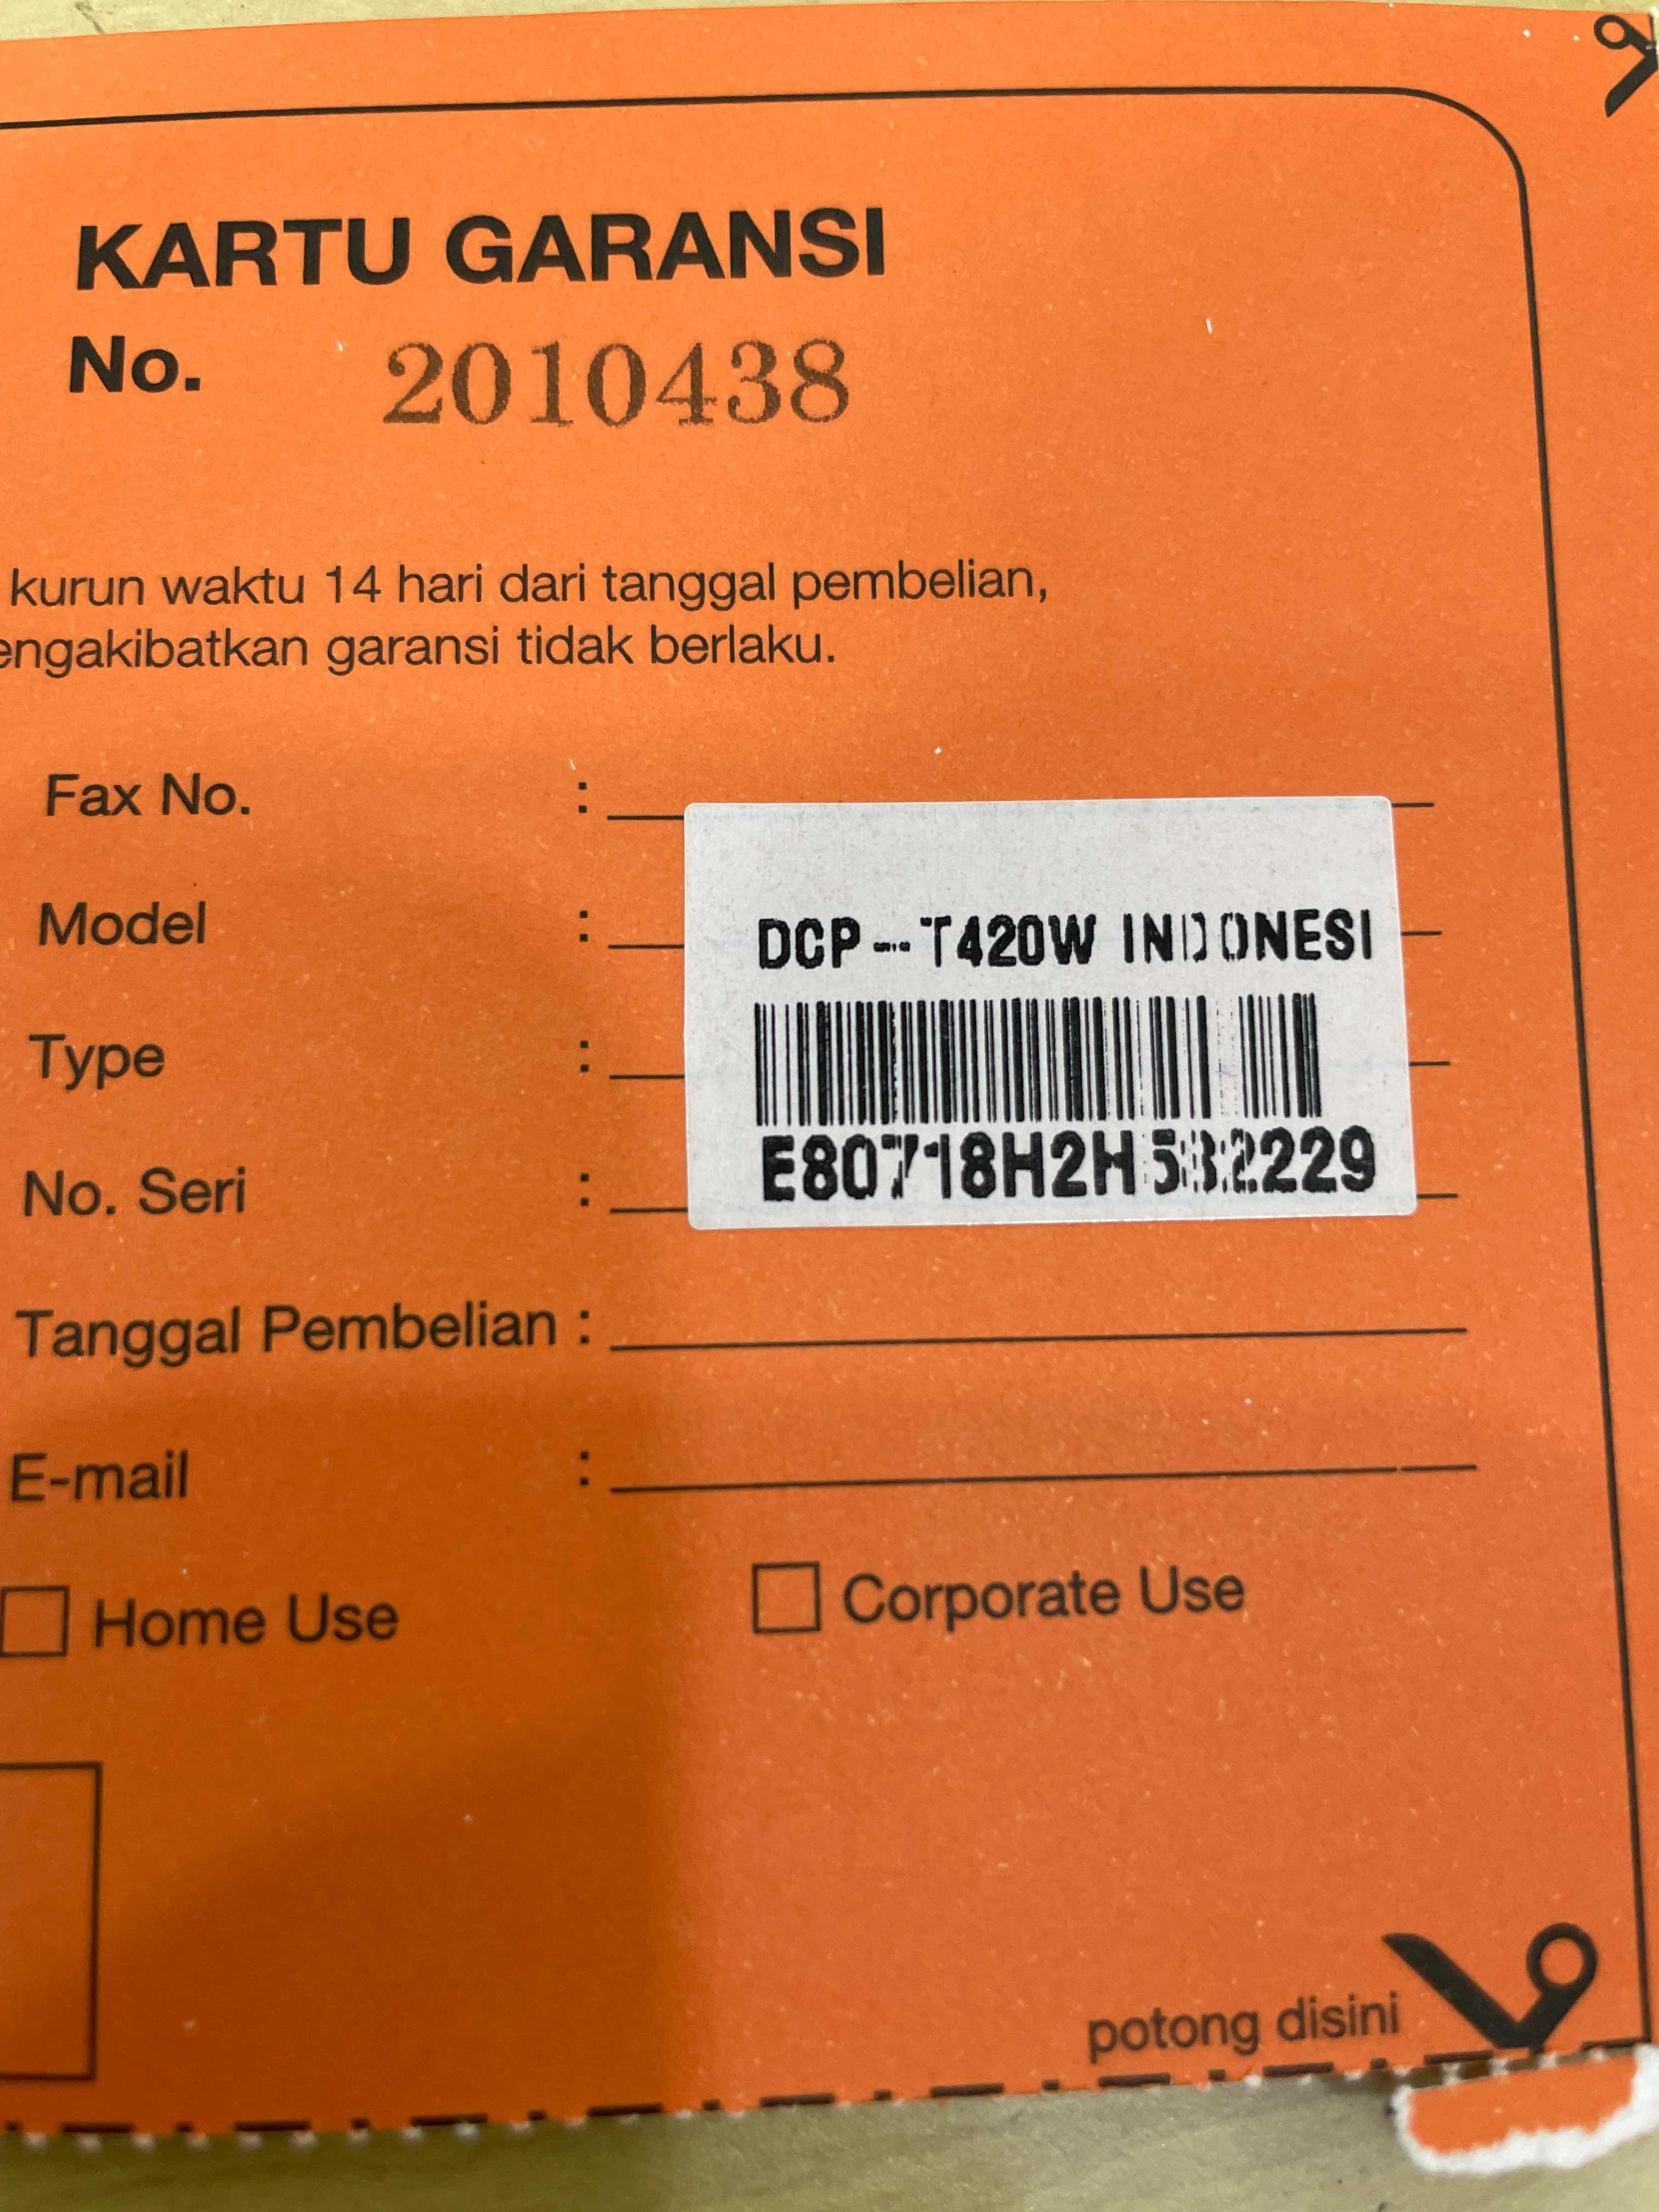 KARTU GARANSI
No. 2010438
kurun waktu 14 hari dari tanggal pembelian,
engakibatkan garansi tidak berlaku.
Fax No. :
Model : DCP-T420W INDONESI
Type :
No. Seri : E80718H2H532229
Tanggal Pembelian :
E-mail :
Home Use Corporate Use
potong disini